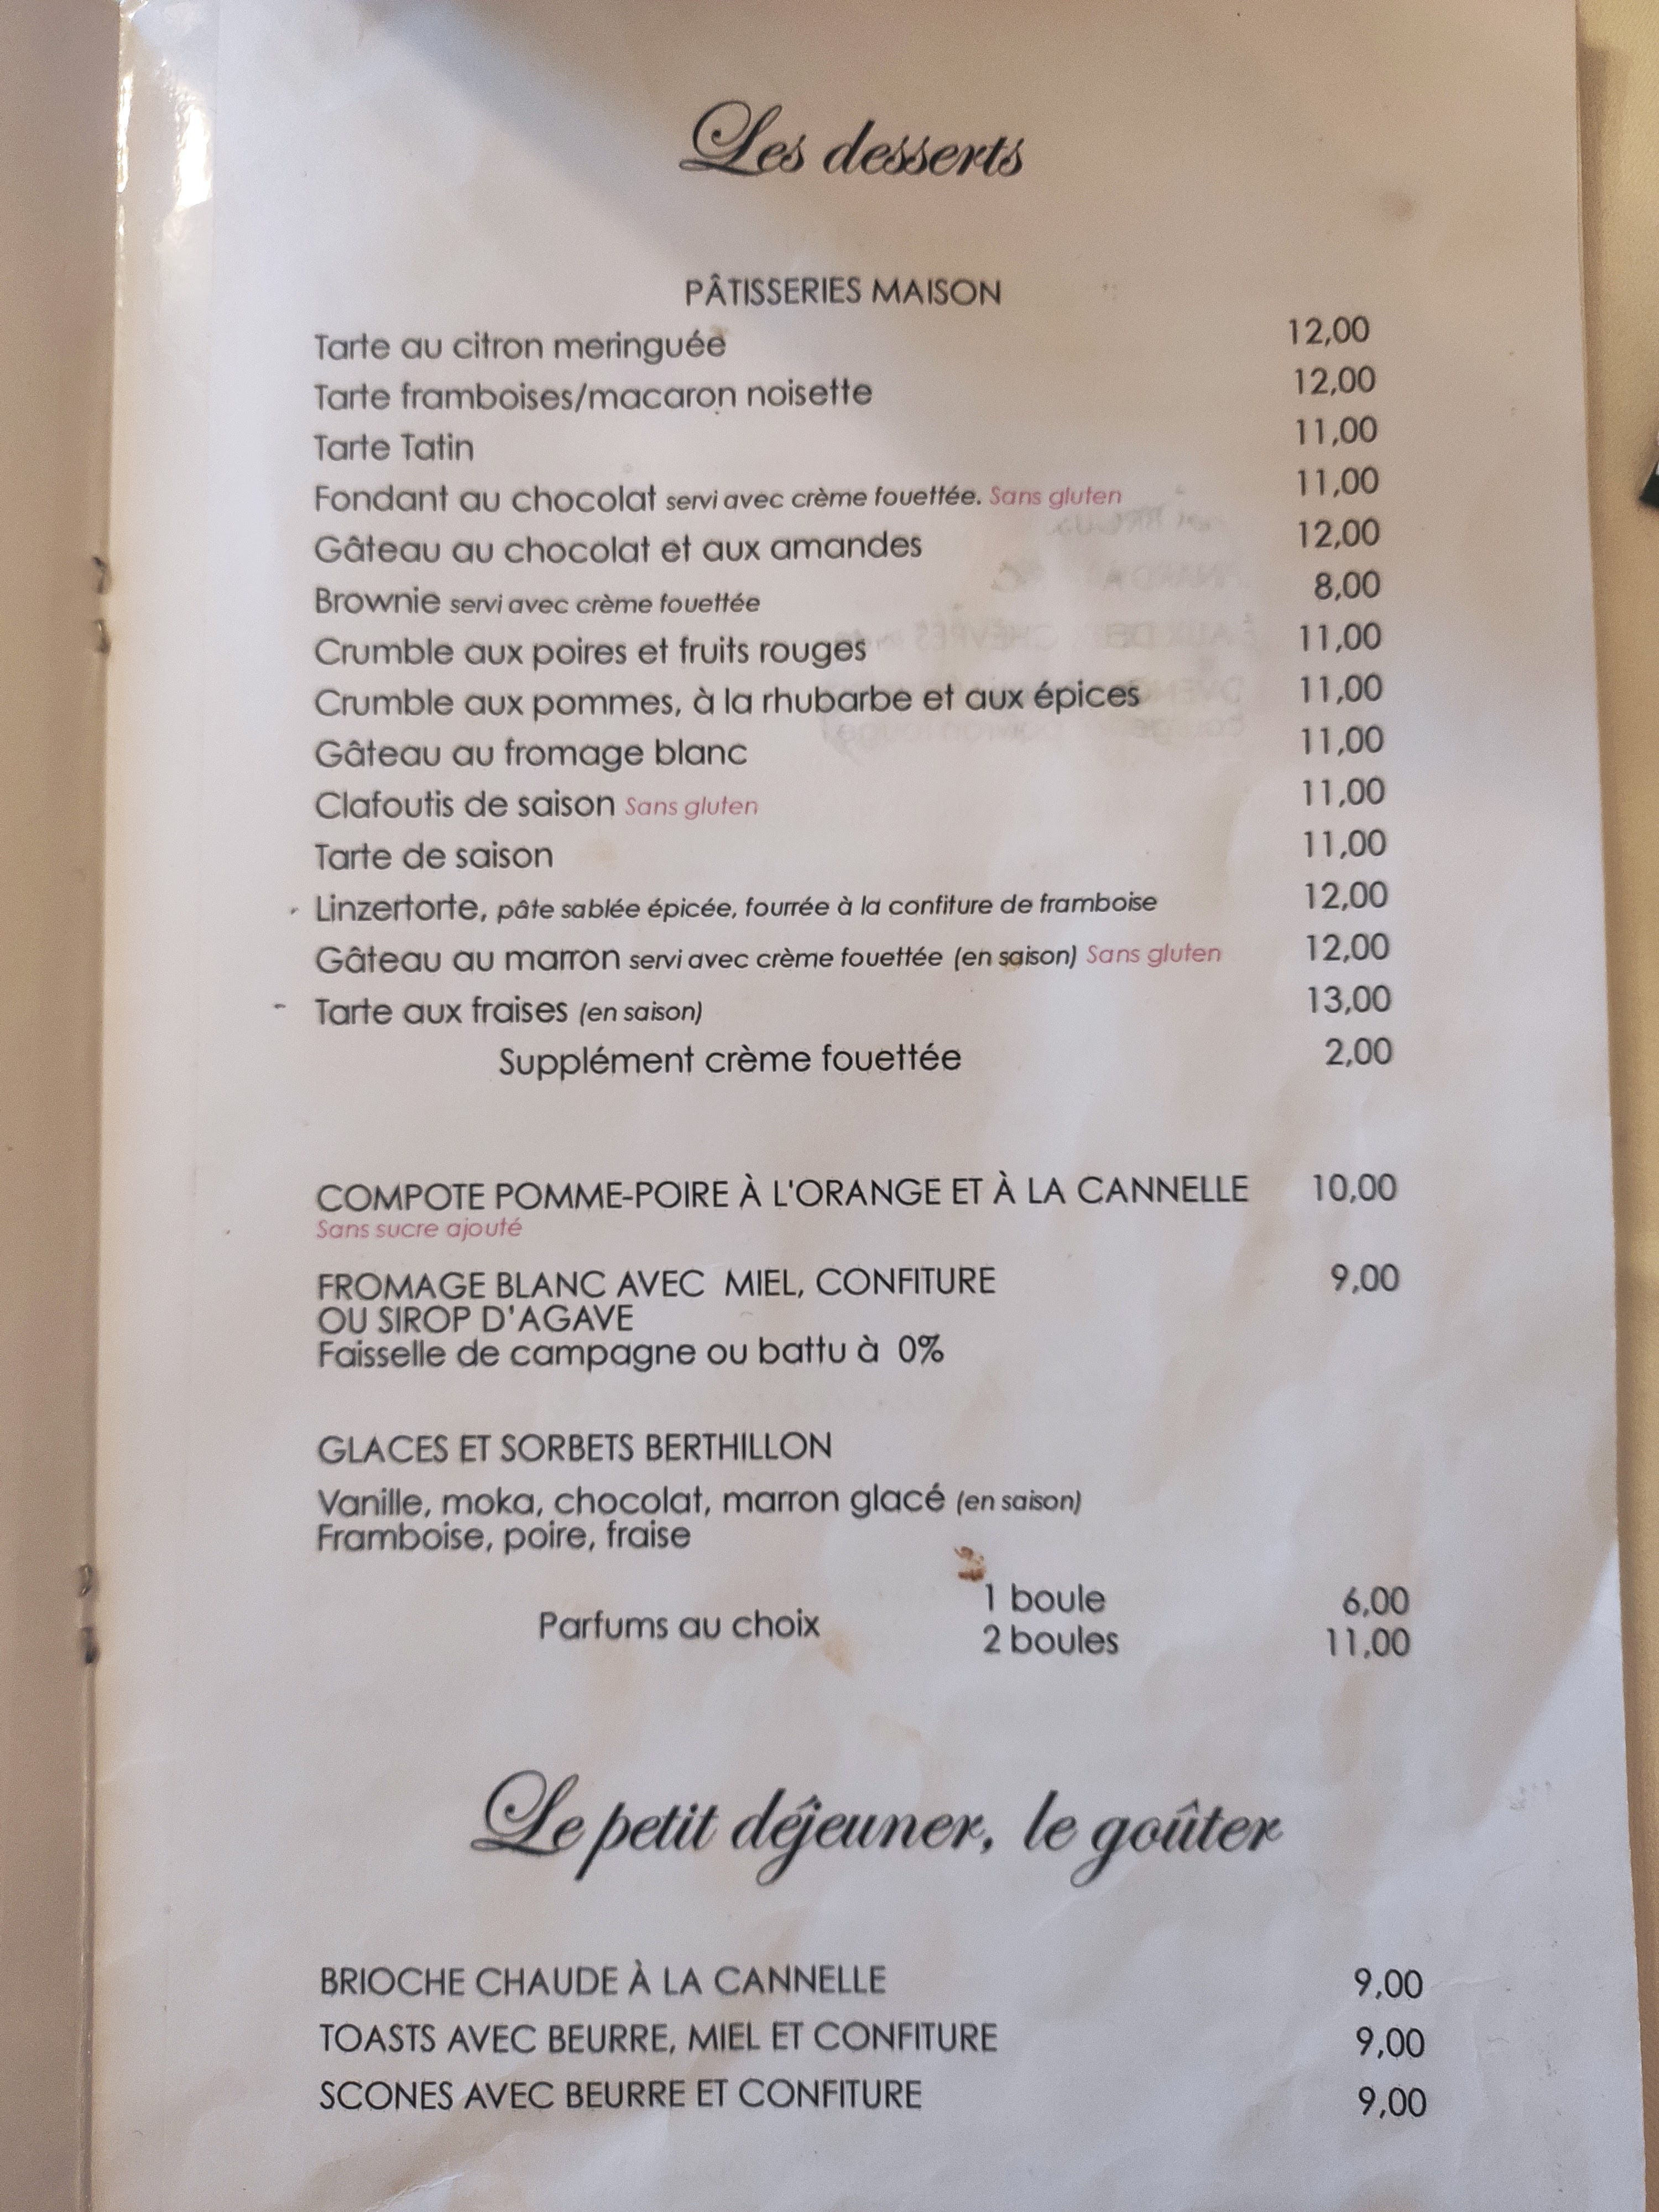 Les desserts
PÂTISSERIES MAISON
Tarte au citron meringuée 12,00
Tarte framboises/macaron noisette 12,00
Tarte Tatin 11,00
Fondant au chocolat servi avec crème fouettée. Sans gluten 11,00
Gâteau au chocolat et aux amandes 12,00
Brownie servi avec crème fouettée 8,00
Crumble aux poires et fruits rouges 11,00
Crumble aux pommes, à la rhubarbe et aux épices 11,00
Gâteau au fromage blanc 11,00
Clafoutis de saison Sans gluten 11,00
Tarte de saison 11,00
Linzertorte, pâte sablée épicée, fourrée à la confiture de framboise 12,00
Gâteau au marron servi avec crème fouettée (en saison) Sans gluten 12,00
- Tarte aux fraises (en saison) 13,00
Supplément crème fouettée 2,00
COMPOTE POMME-POIRE À L'ORANGE ET À LA CANNELLE 10,00
Sans sucre ajouté
FROMAGE BLANC AVEC MIEL, CONFITURE 9,00
OU SIROP D'AGAVE
Faisselle de campagne ou battu à 0%
GLACES ET SORBETS BERTHILLON
Vanille, moka, chocolat, marron glacé (en saison)
Framboise, poire, fraise
Parfums au choix
1 boule 6,00
2 boules 11,00
Le petit déjeuner, le goûter
BRIOCHE CHAUDE À LA CANNELLE 9,00
TOASTS AVEC BEURRE, MIEL ET CONFITURE 9,00
SCONES AVEC BEURRE ET CONFITURE 9,00